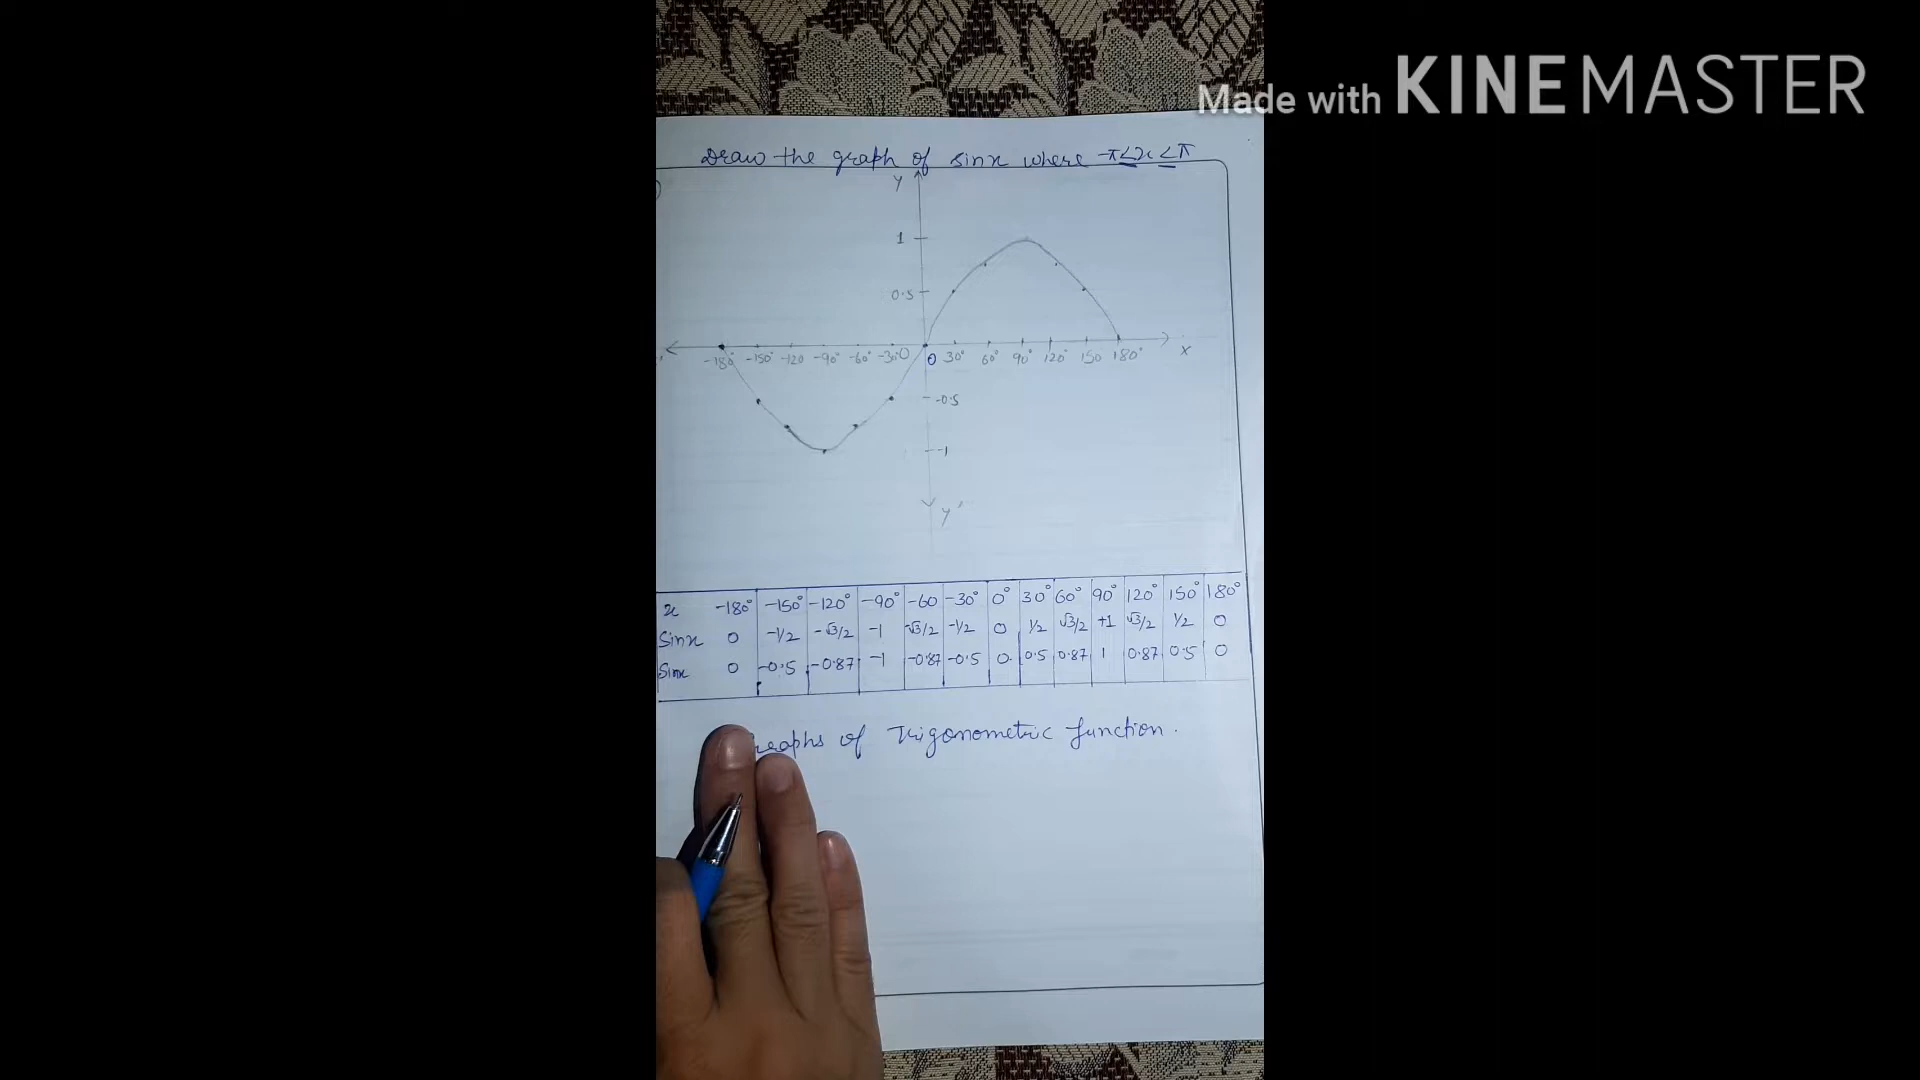 Made with KINEMASTER
Draw the graph of sinx where -π≤x≤π
Y
1
0.5
-180° -150° -120 -90° -60° -30° O 0 30° 60° 90° 120° 150 180° X
-0.5
-1
Y'
x -180° -150° -120° -90° -60 -30° 0° 30° 60° 90° 120° 150° 180°
Sinx 0 -1/2 -√3/2 -1 -√3/2 -1/2 0 1/2 √3/2 +1 √3/2 1/2 0
Sinx 0 -0.5 -0.87 -1 -0.87 -0.5 0 0.5 0.87 1 0.87 0.5 0
graphs of Trigonometric function.